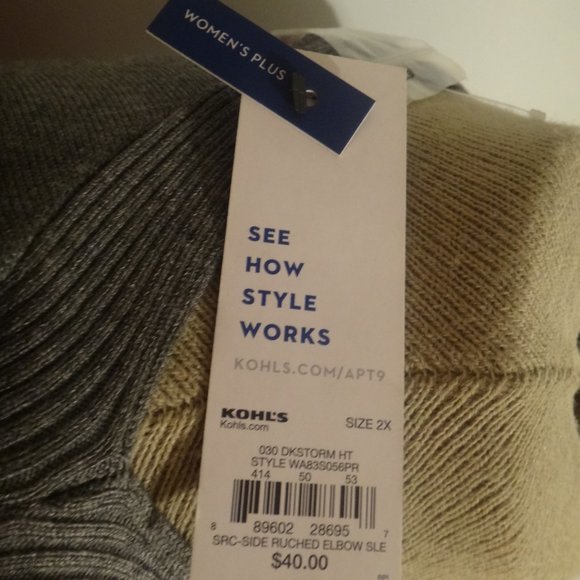 WOMEN'S PLUS
SEE
HOW
STYLE
WORKS
KOHLS.COM/APT9
KOHL'S
Kohls.com
SIZE 2X
030 DKSTORM HT
STYLE WA83S056PR
414 50 53
8 89602 28695 7
SRC-SIDE RUCHED ELBOW SLE
$40.00